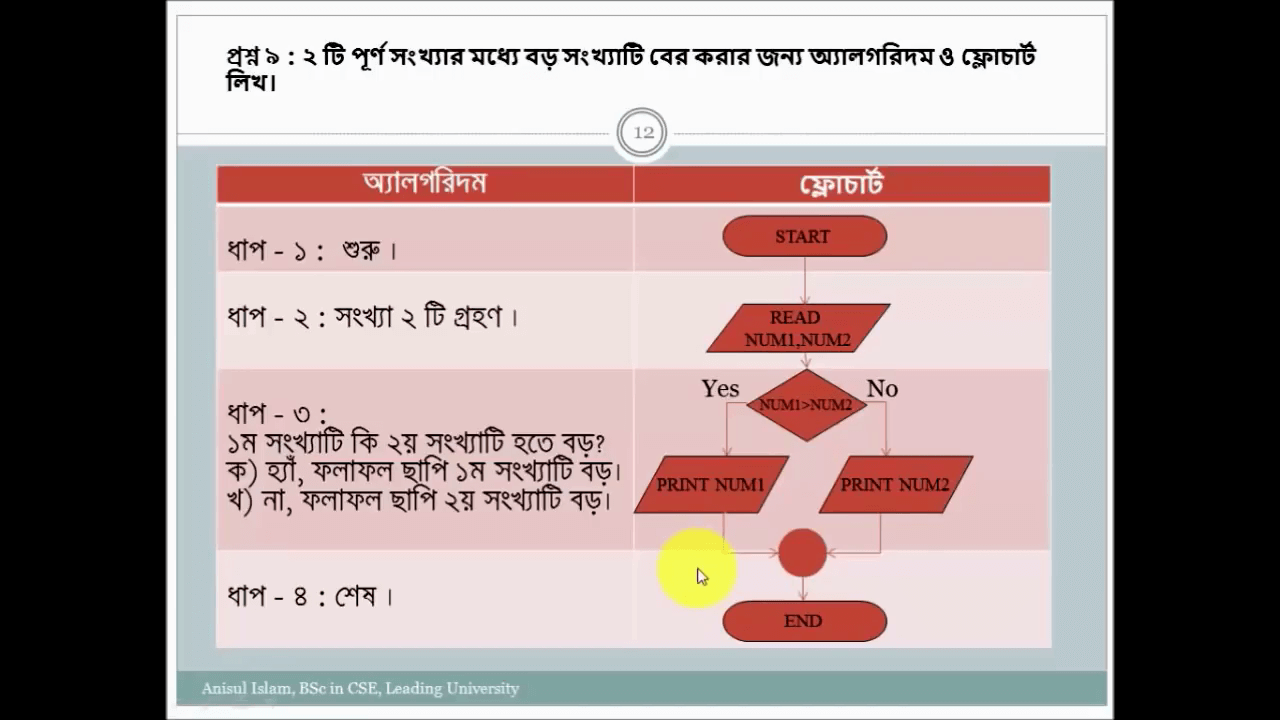 প্রশ্ন ৯ : ২ টি পূর্ণ সংখ্যার মধ্যে বড় সংখ্যাটি বের করার জন্য অ্যালগরিদম ও ফ্লোচার্ট
লিখ।
12
অ্যালগরিদম
ফ্লোচার্ট
ধাপ - ১ : শুরু ।
ধাপ - ২ : সংখ্যা ২ টি গ্রহণ ।
ধাপ - ৩ :
১ম সংখ্যাটি কি ২য় সংখ্যাটি হতে বড়?
ক) হ্যাঁ, ফলাফল ছাপি ১ম সংখ্যাটি বড়।
খ) না, ফলাফল ছাপি ২য় সংখ্যাটি বড়।
ধাপ - ৪ : শেষ ।
START
READ
NUM1,NUM2
Yes
NUM1>NUM2
No
PRINT NUM1
PRINT NUM2
END
Anisul Islam, BSc in CSE, Leading University